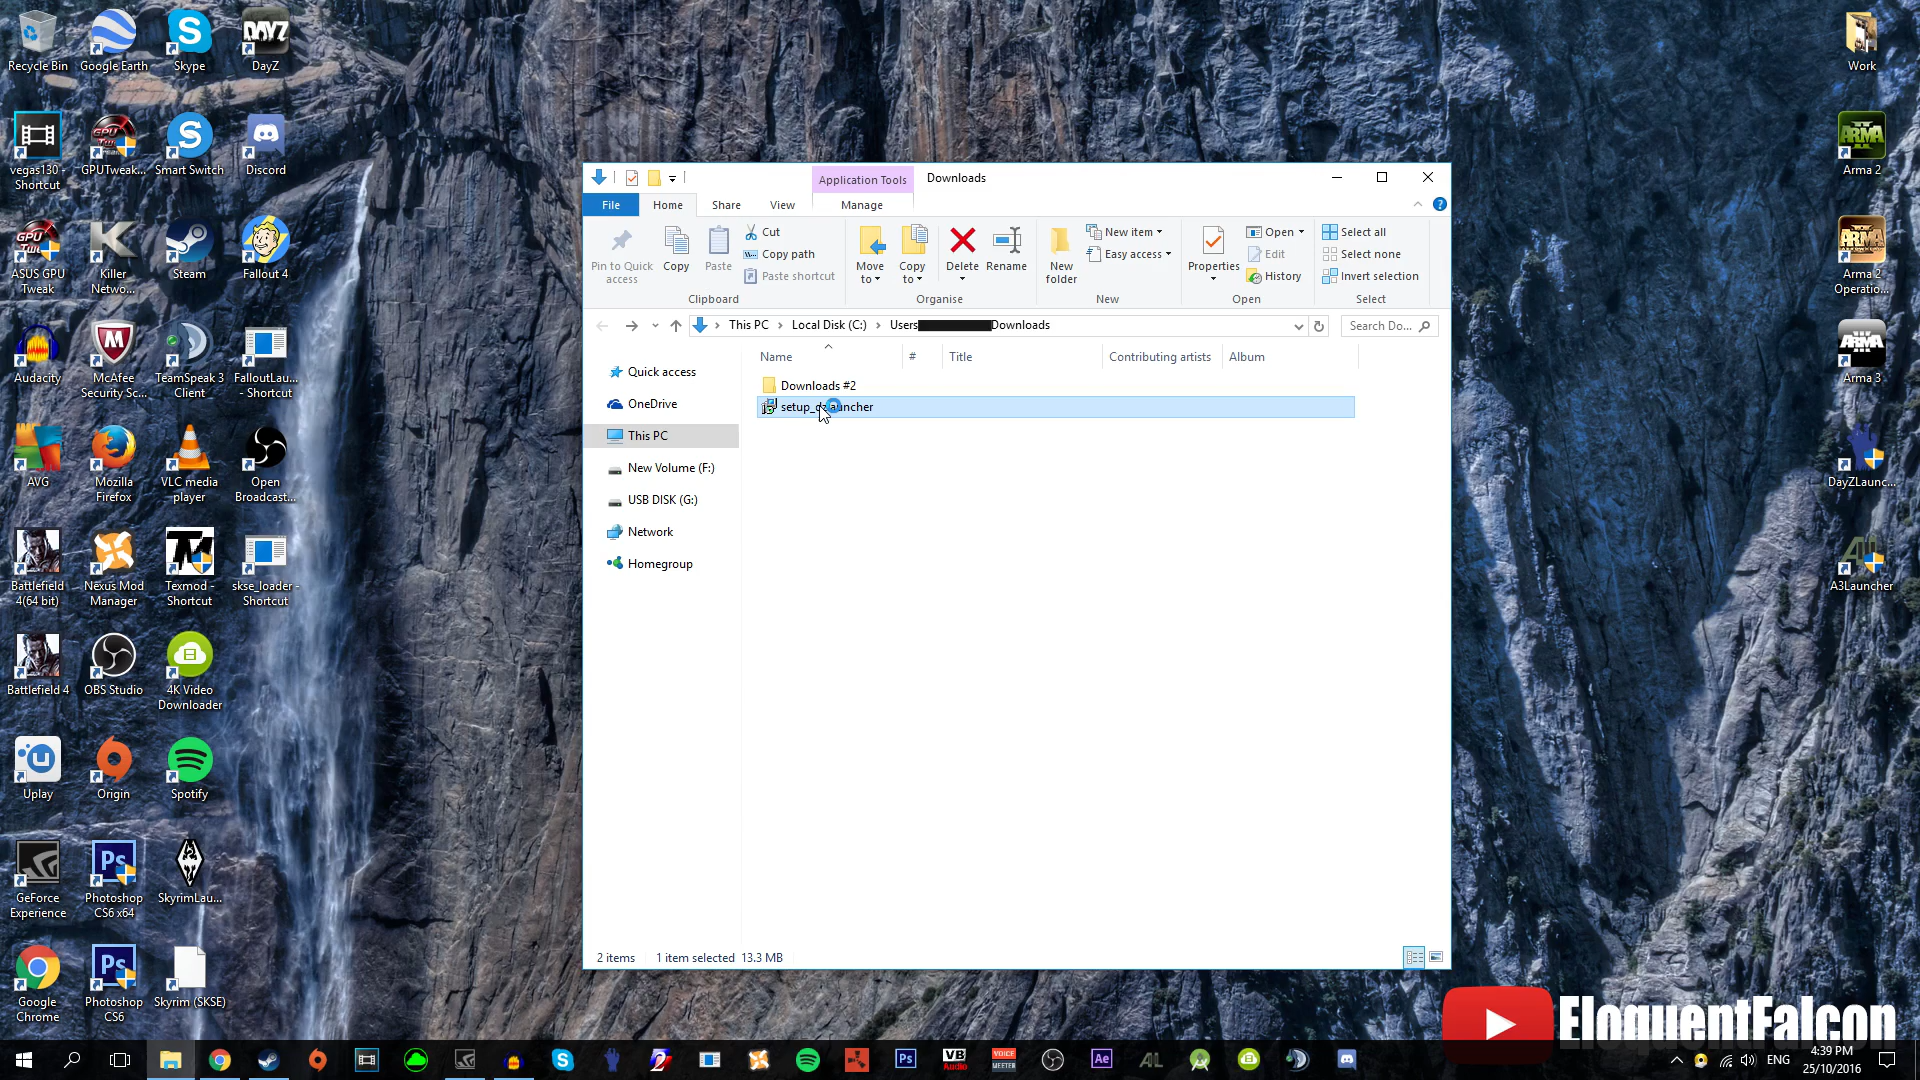 Recycle Bin
Google Earth
Skype
DayZ
Work
vegas130 -
Shortcut
GPUTweak...
Smart Switch
Discord
Arma 2
ASUS GPU
Tweak
Killer
Netwo...
Steam
Fallout 4
Arma 2
Operatio...
Audacity
McAfee
Security Sc...
TeamSpeak 3
Client
FalloutLau...
- Shortcut
Arma 3
AVG
Mozilla
Firefox
VLC media
player
Open
Broadcast...
DayZLaunc...
Battlefield
4(64 bit)
Nexus Mod
Manager
Texmod -
Shortcut
skse_loader -
Shortcut
A3Launcher
Battlefield 4
OBS Studio
4K Video
Downloader
Uplay
Origin
Spotify
GeForce
Experience
Photoshop
CS6 x64
SkyrimLau...
Google
Chrome
Photoshop
CS6
Skyrim (SKSE)
Application Tools
Downloads
File
Home
Share
View
Manage
Pin to Quick
access
Copy
Paste
Cut
Copy path
Paste shortcut
Clipboard
Move
to
Copy
to
Delete
Rename
Organise
New
folder
New item
Easy access
New
Properties
Open
Edit
History
Open
Select all
Select none
Invert selection
Select
This PC > Local Disk (C:) > Users Downloads
Search Do...
Name
#
Title
Contributing artists
Album
Quick access
OneDrive
This PC
New Volume (F:)
USB DISK (G:)
Network
Homegroup
Downloads #2
2 items
1 item selected 13.3 MB
EloquentFalcon
ENG
4:39 PM
25/10/2016